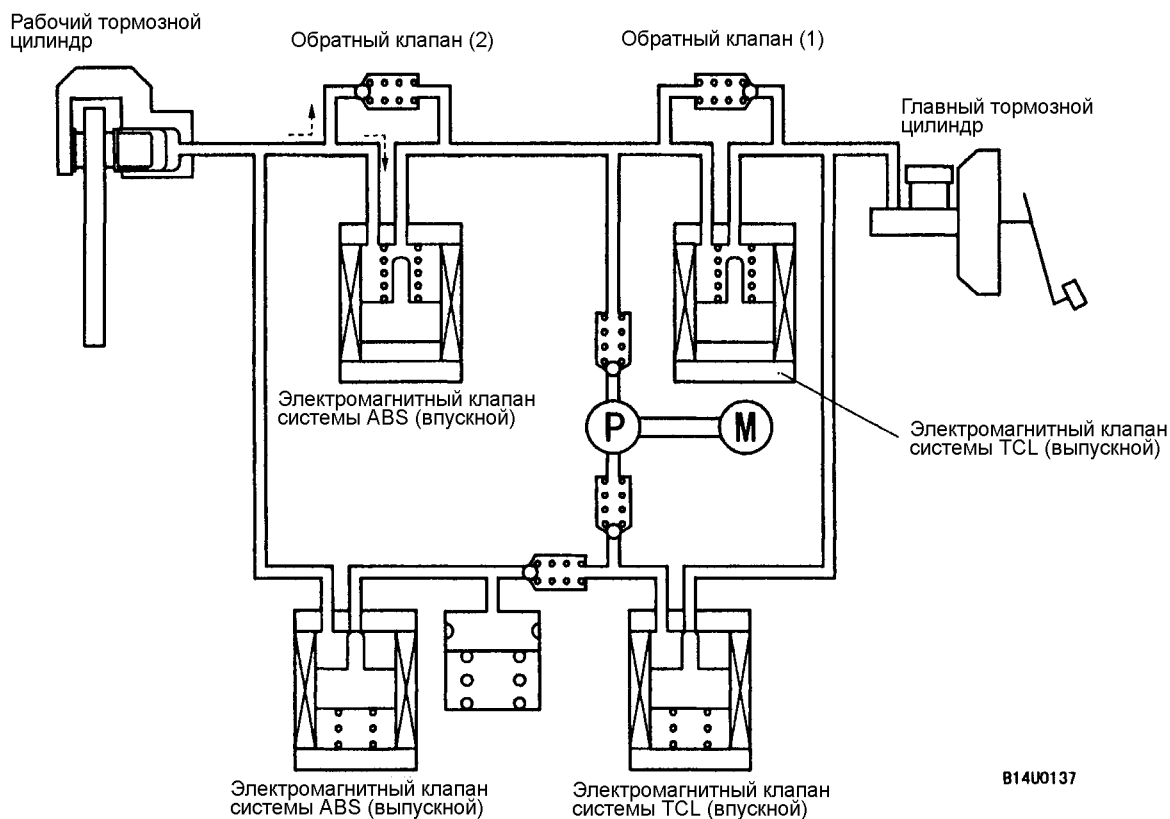 Рабочий тормозной
цилиндр
Обратный клапан (2)
Обратный клапан (1)
Главный тормозной
цилиндр
Электромагнитный клапан
системы ABS (впускной)
P
M
Электромагнитный клапан
системы TCL (выпускной)
Электромагнитный клапан
системы ABS (выпускной)
Электромагнитный клапан
системы TCL (впускной)
B14U0137